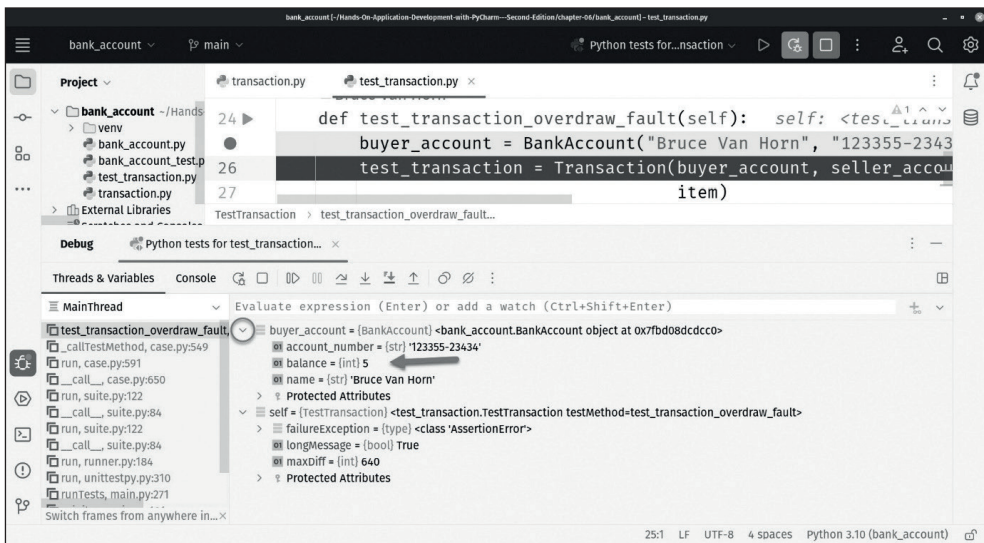 bank_account [~/Hands-On-Application-Development-with-PyCharm---Second-Edition/chapter-06/bank_account] - test_transaction.py
bank_account
main
Python tests for...nsaction
Project
transaction.py
test_transaction.py
bank_account ~/Hands-
venv
bank_account.py
bank_account_test.p
test_transaction.py
transaction.py
External Libraries
24 def test_transaction_overdraw_fault(self): self:
buyer_account = BankAccount("Bruce Van Horn", "123355-2343
26 test_transaction = Transaction(buyer_account, seller_accou
27 item)
1
TestTransaction > test_transaction_overdraw_fault...
Debug
Python tests for test_transaction...
Threads & Variables
Console
MainThread
Evaluate expression (Enter) or add a watch (Ctrl+Shift+Enter)
test_transaction_overdraw_fault,
_callTestMethod, case.py:549
run, case.py:591
__call__, case.py:650
run, suite.py:122
__call__, suite.py:84
run, suite.py:122
__call__, suite.py:84
run, runner.py:184
run, unittestpy.py:310
runTests, main.py:271
Switch frames from anywhere in...
buyer_account = {BankAccount} <bank_account.BankAccount object at 0x7fbd08dcdcc0>
01 account_number = {str} '123355-23434'
01 balance = {int} 5
01 name = {str} 'Bruce Van Horn'
Protected Attributes
self = {TestTransaction} <test_transaction.TestTransaction testMethod=test_transaction_overdraw_fault>
failureException = {type} <class 'AssertionError'>
01 longMessage = {bool} True
01 maxDiff = {int} 640
Protected Attributes
25:1 LF UTF-8 4 spaces Python 3.10 (bank_account)